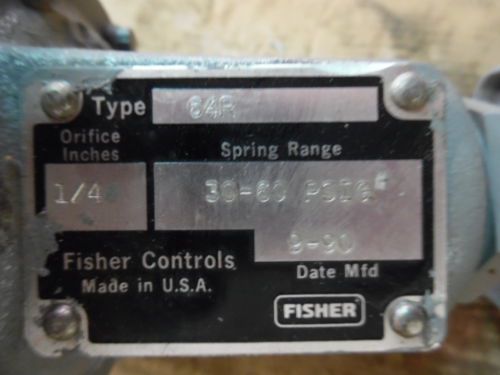 Type 64R
Orifice Inches
Spring Range
1/4
30-60 PSIG
9-90
Fisher Controls
Date Mfd
Made in U.S.A.
FISHER